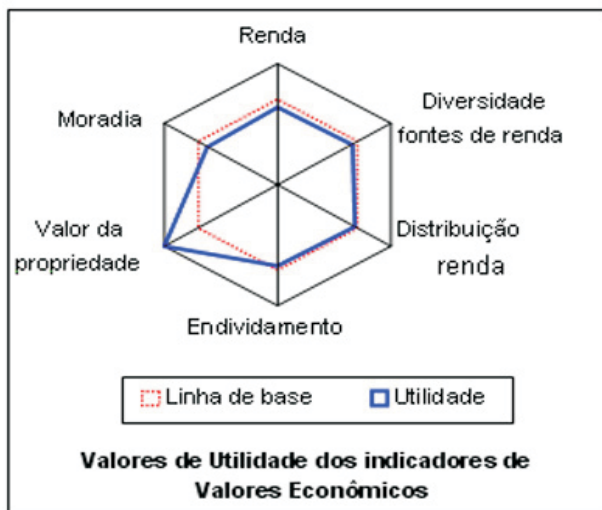 Renda
Moradia
Diversidade
fontes de renda
Valor da
propriedade
Distribuição
renda
Endividamento
Linha de base
Utilidade
Valores de Utilidade dos indicadores de
Valores Econômicos